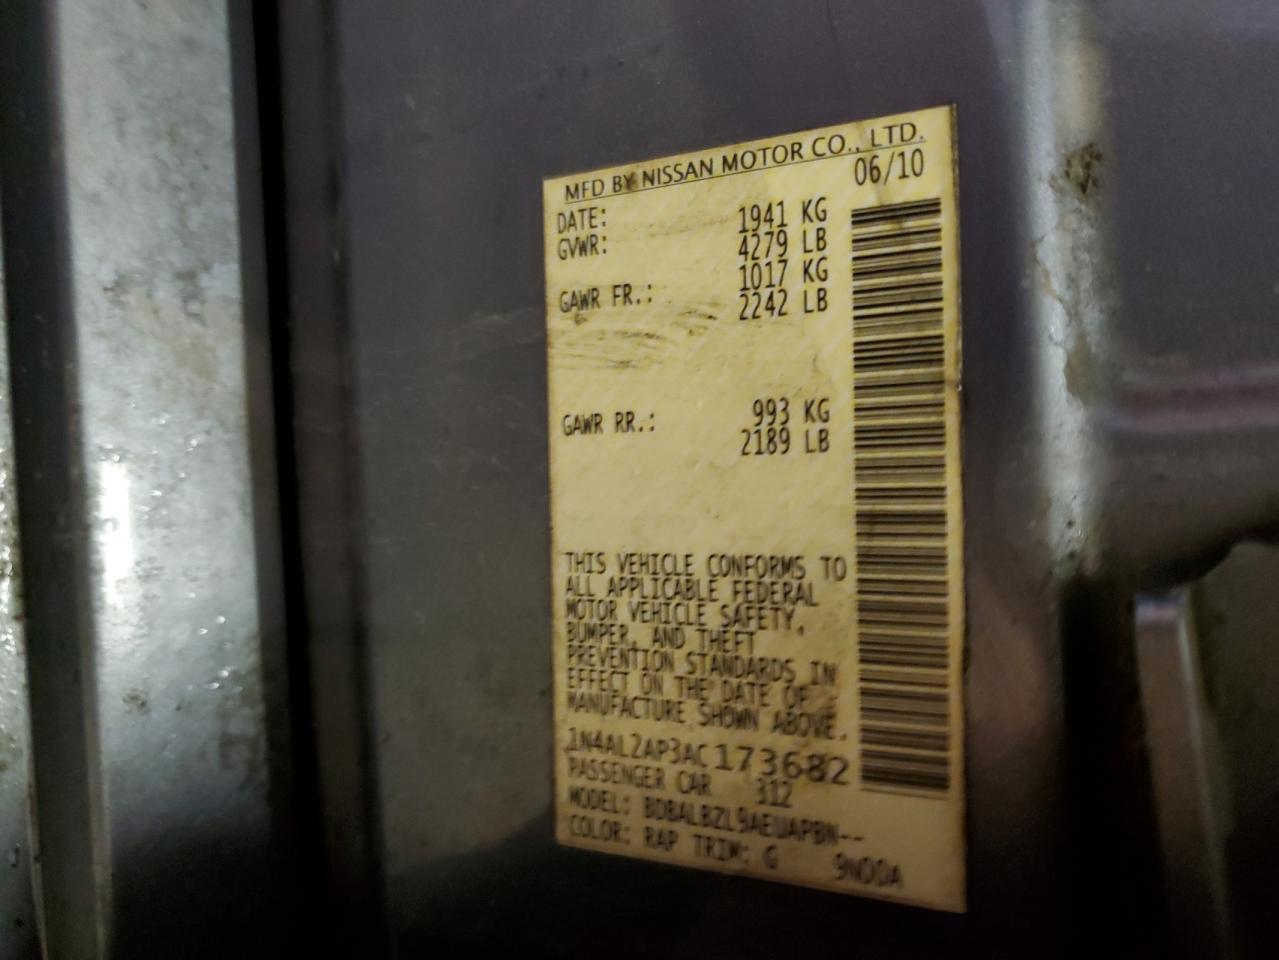 MFD BY NISSAN MOTOR CO., LTD.
DATE: 06/10
GVWR: 1941 KG
4279 LB
GAWR FR.: 1017 KG
2242 LB
GAWR RR.: 993 KG
2189 LB
THIS VEHICLE CONFORMS TO
ALL APPLICABLE FEDERAL
MOTOR VEHICLE SAFETY,
BUMPER, AND THEFT
PREVENTION STANDARDS IN
EFFECT ON THE DATE OF
MANUFACTURE SHOWN ABOVE.
1N4AL2AP3AC173682
PASSENGER CAR 312
MODEL: BDBALBZL9AEUAPBN--
COLOR: RAP TRIM: G 9N00A